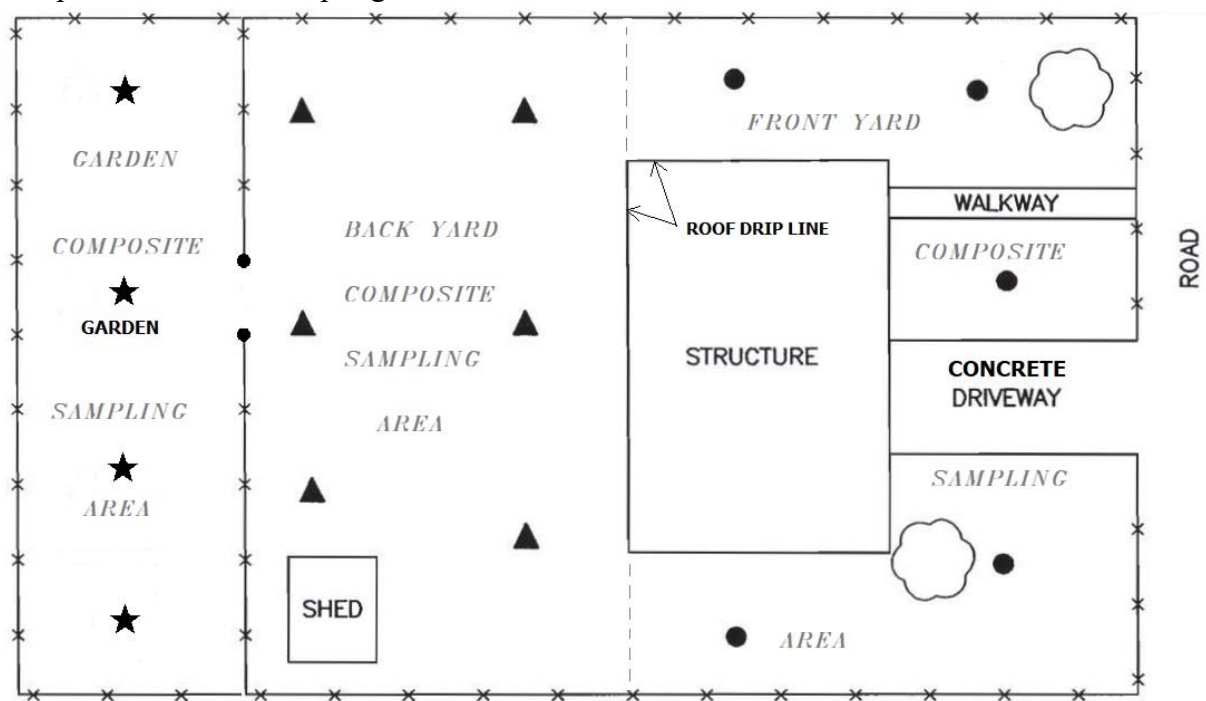 GARDEN
COMPOSITE
GARDEN
SAMPLING
AREA
BACK YARD
COMPOSITE
SAMPLING
AREA
SHED
FRONT YARD
ROOF DRIP LINE
STRUCTURE
WALKWAY
COMPOSITE
CONCRETE
DRIVEWAY
SAMPLING
AREA
ROAD